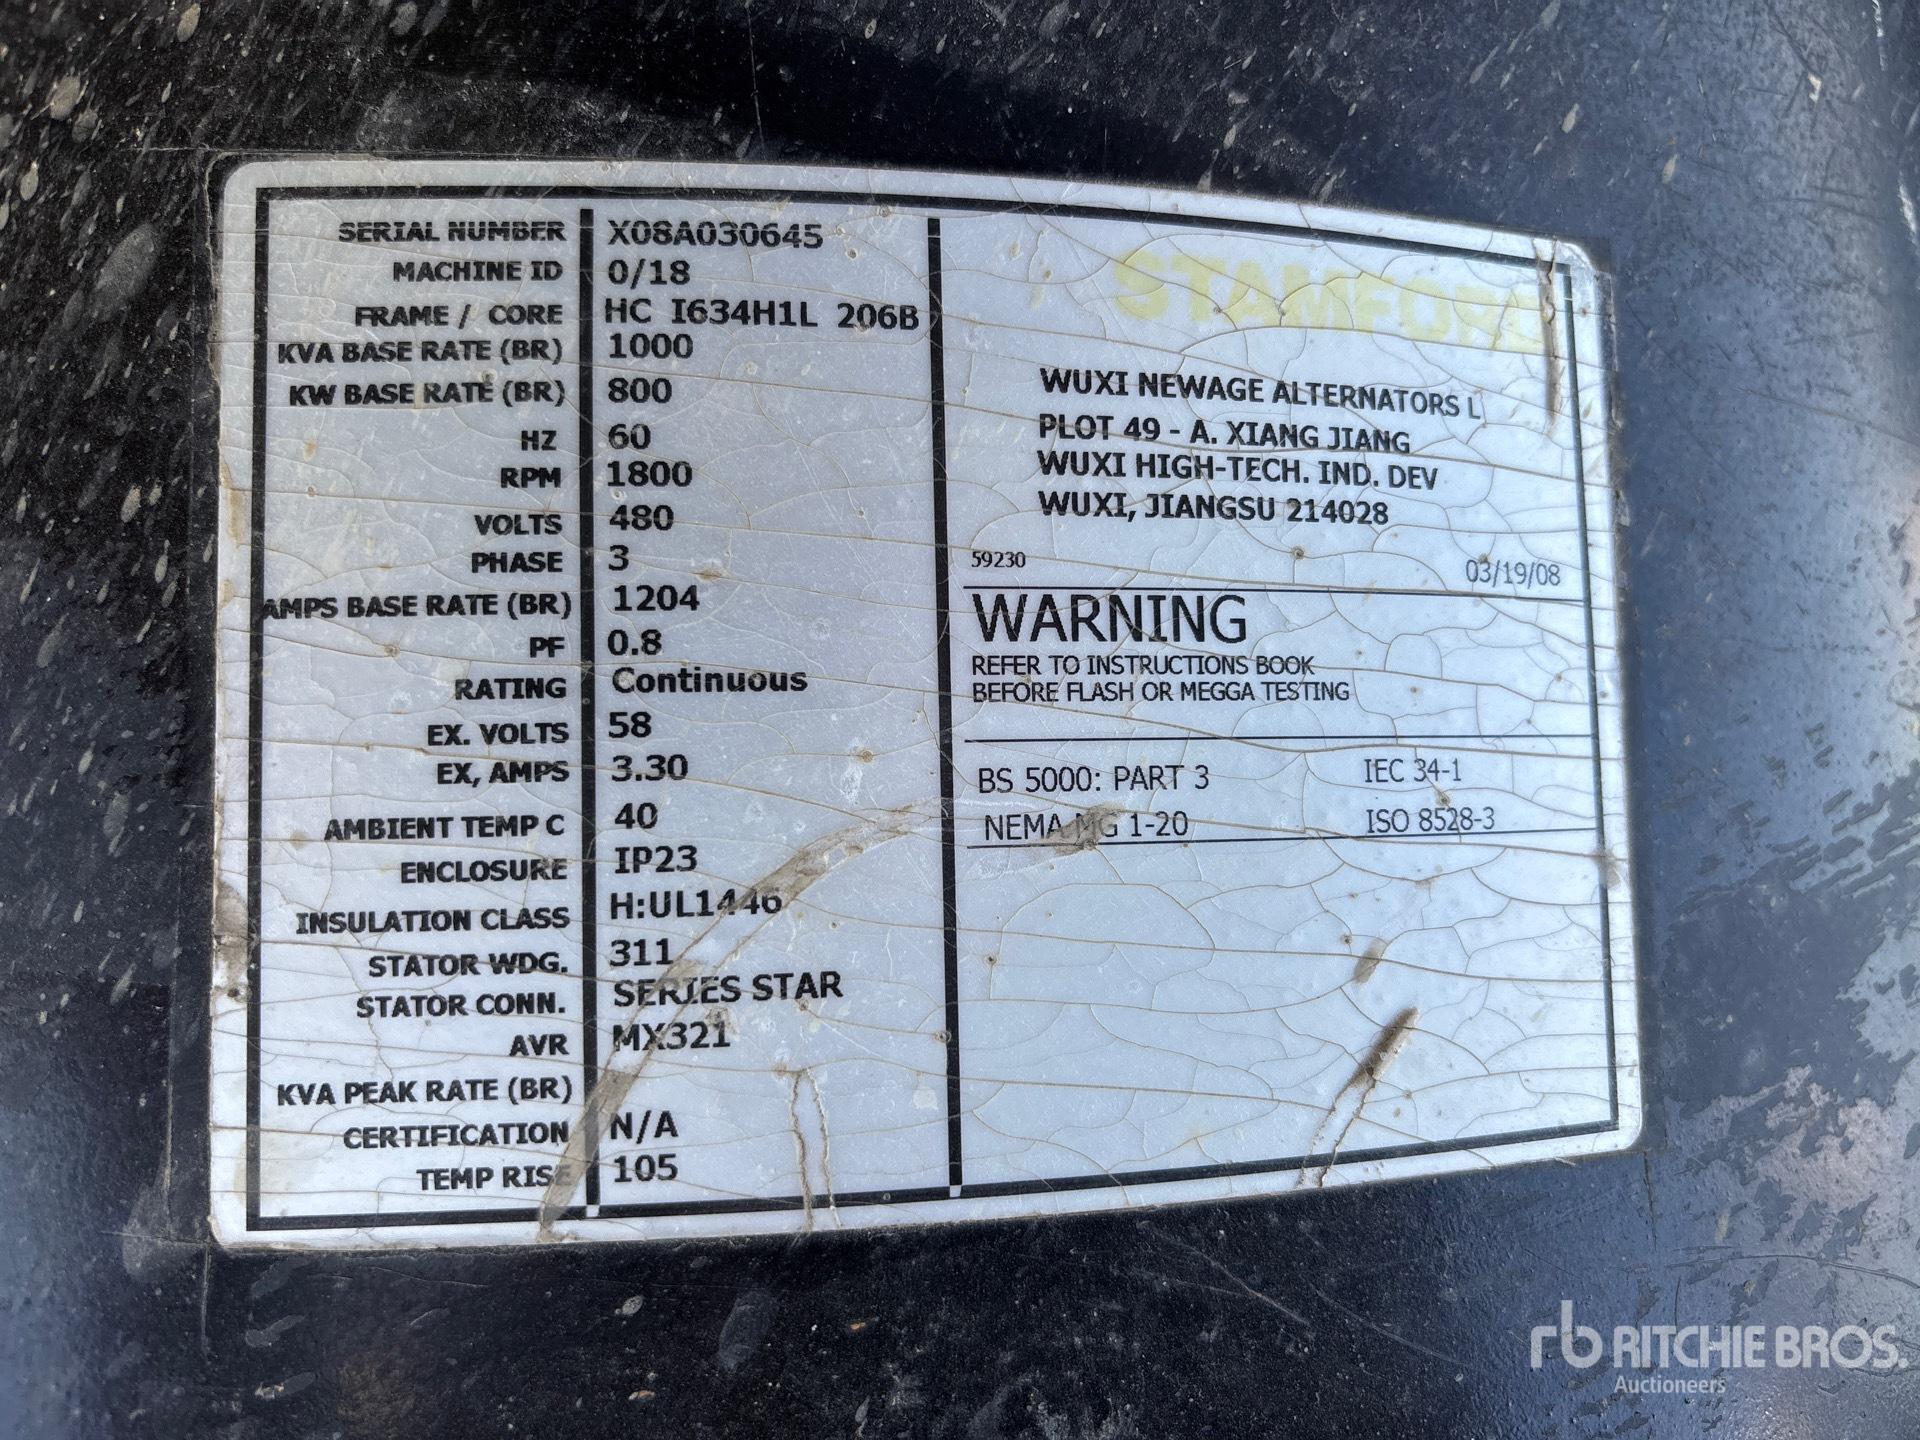 SERIAL NUMBER X08A030645
MACHINE ID 0/18
FRAME / CORE HC I634H1L 206B
KVA BASE RATE (BR) 1000
KW BASE RATE (BR) 800
HZ 60
RPM 1800
VOLTS 480
PHASE 3
AMPS BASE RATE (BR) 1204
PF 0.8
RATING Continuous
EX. VOLTS 58
EX, AMPS 3.30
AMBIENT TEMP C 40
ENCLOSURE IP23
INSULATION CLASS H:UL1446
STATOR WDG. 311
STATOR CONN. SERIES STAR
AVR MX321
KVA PEAK RATE (BR)
CERTIFICATION N/A
TEMP RISE 105
STAMFORD
WUXI NEWAGE ALTERNATORS L
PLOT 49 - A. XIANG JIANG
WUXI HIGH-TECH. IND. DEV
WUXI, JIANGSU 214028
59230 03/19/08
WARNING
REFER TO INSTRUCTIONS BOOK
BEFORE FLASH OR MEGGA TESTING
BS 5000: PART 3 IEC 34-1
NEMA MG 1-20 ISO 8528-3
rb RITCHIE BROS.
Auctioneers